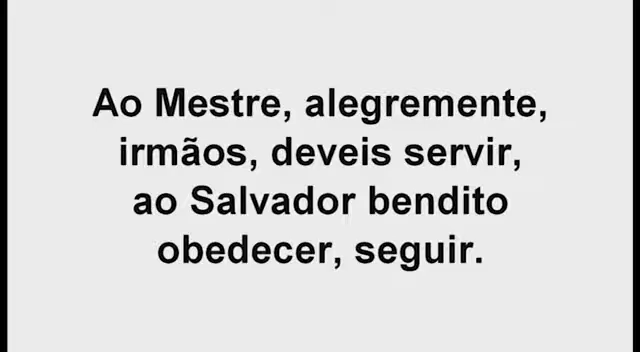 Ao Mestre, alegremente,
irmãos, deveis servir,
ao Salvador bendito
obedecer, seguir.